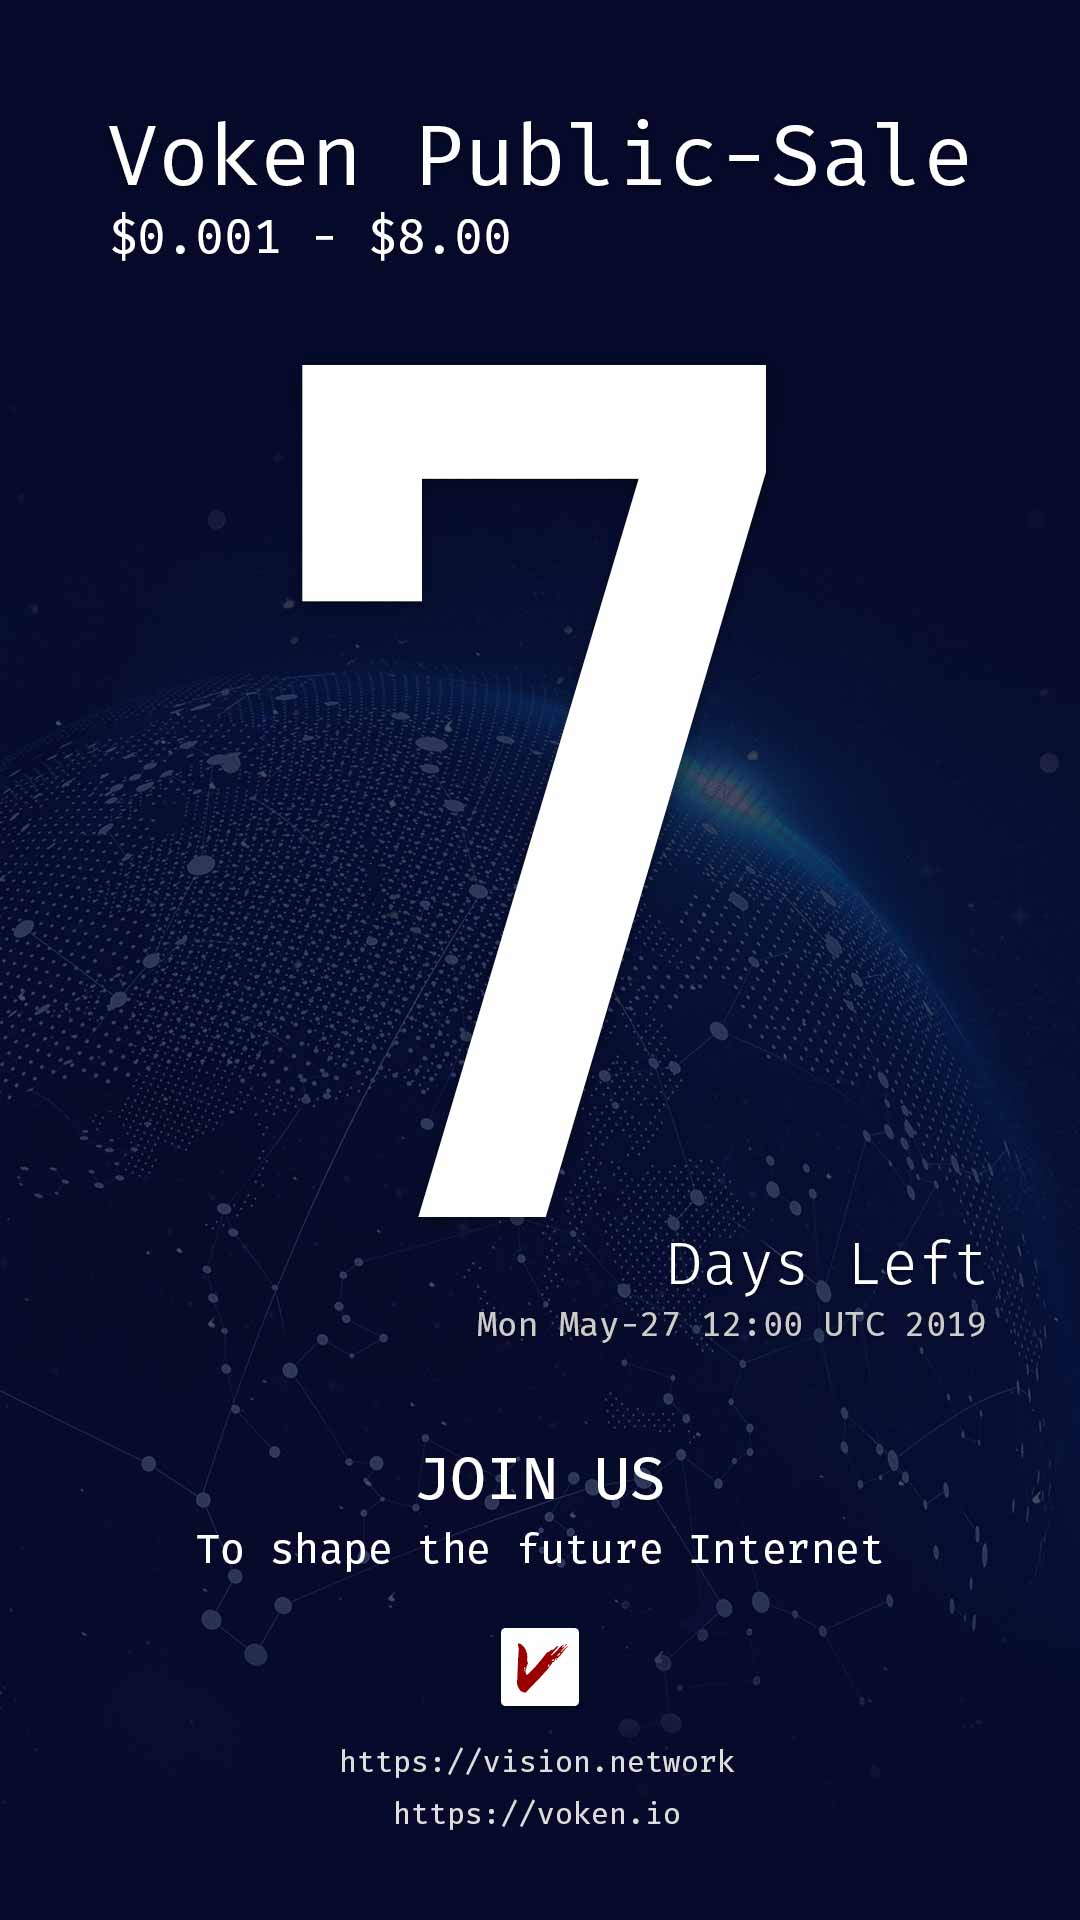 Voken Public-Sale
$0.001 - $8.00
7
Days Left
Mon May-27 12:00 UTC 2019
JOIN US
To shape the future Internet
V
https://vision.network
https://voken.io